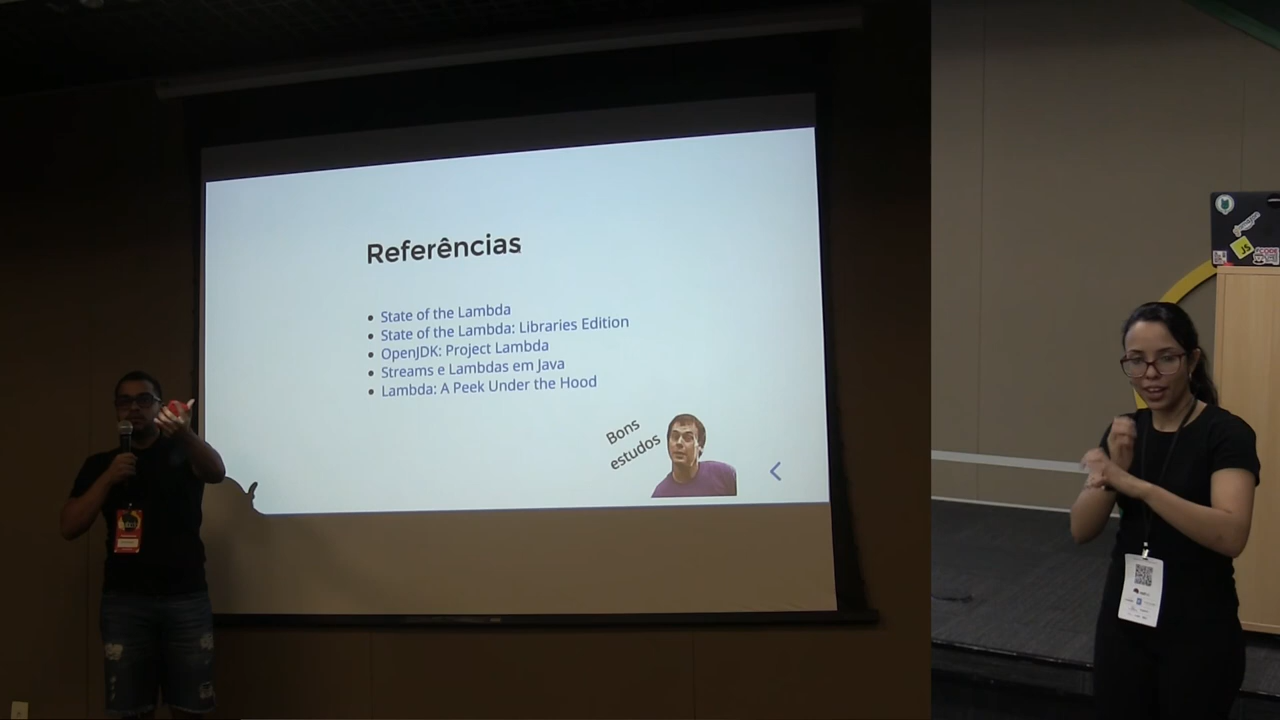 Referências
State of the Lambda
State of the Lambda: Libraries Edition
OpenJDK: Project Lambda
Streams e Lambdas em Java
Lambda: A Peek Under the Hood
Bons
estudos
JS